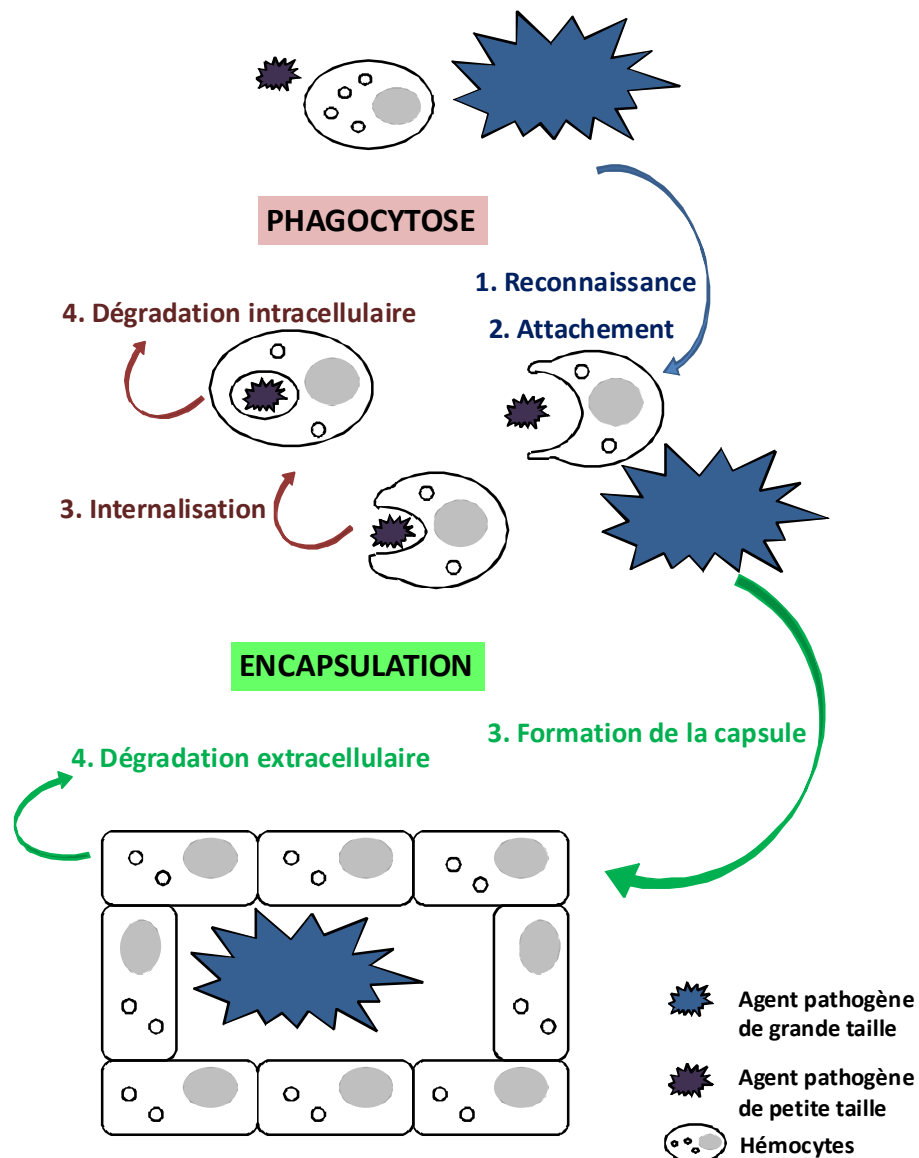 PHAGOCYTOSE
1. Reconnaissance
2. Attachement
4. Dégradation intracellulaire
3. Internalisation
ENCAPSULATION
3. Formation de la capsule
4. Dégradation extracellulaire
Agent pathogène
de grande taille
Agent pathogène
de petite taille
Hémocytes